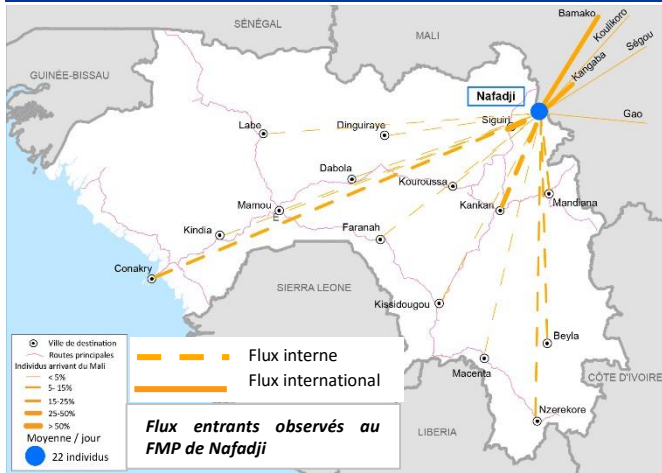 SÉNÉGAL
MALI
Bamako
Koulikoro
Ségou
Kangaba
GUINÉE-BISSAU
Nafadji
Gao
Siguiri
Labe
Dinguiraye
Dabola
Kouroussa
Mandiana
Mamou
E
Kankan
Kindia
Faranah
Conakry
SIERRA LEONE
Kissidougou
Beyla
Macenta
CÔTE D'IVOIRE
Nzerekore
LIBERIA
Ville de destination
Routes principales
Individus arrivant du Mali
< 5%
5- 15%
15-25%
25-50%
> 50%
Moyenne / jour
22 individus
Flux interne
Flux international
Flux entrants observés au
FMP de Nafadji